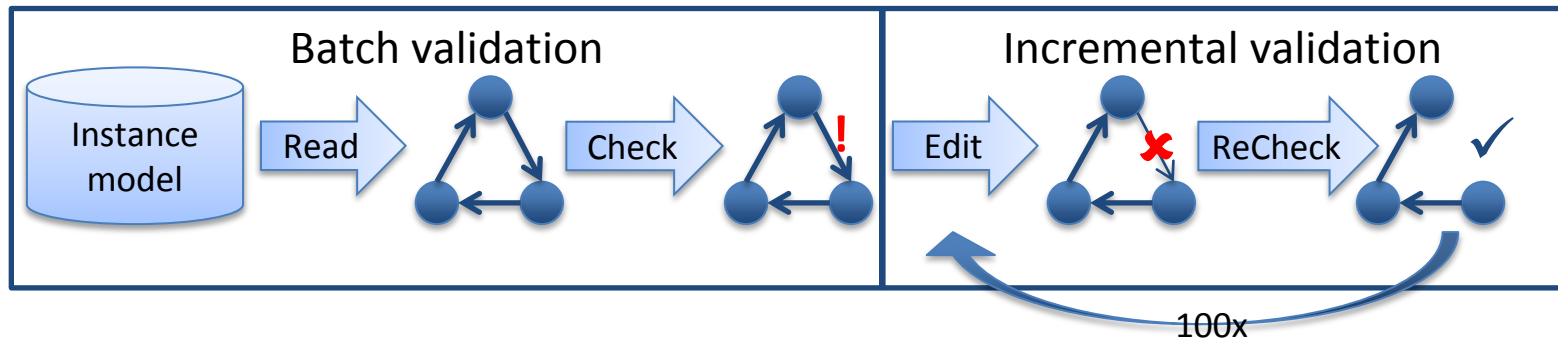 Batch validation
Instance
model
Read
Check
!
Incremental validation
Edit
ReCheck
100x